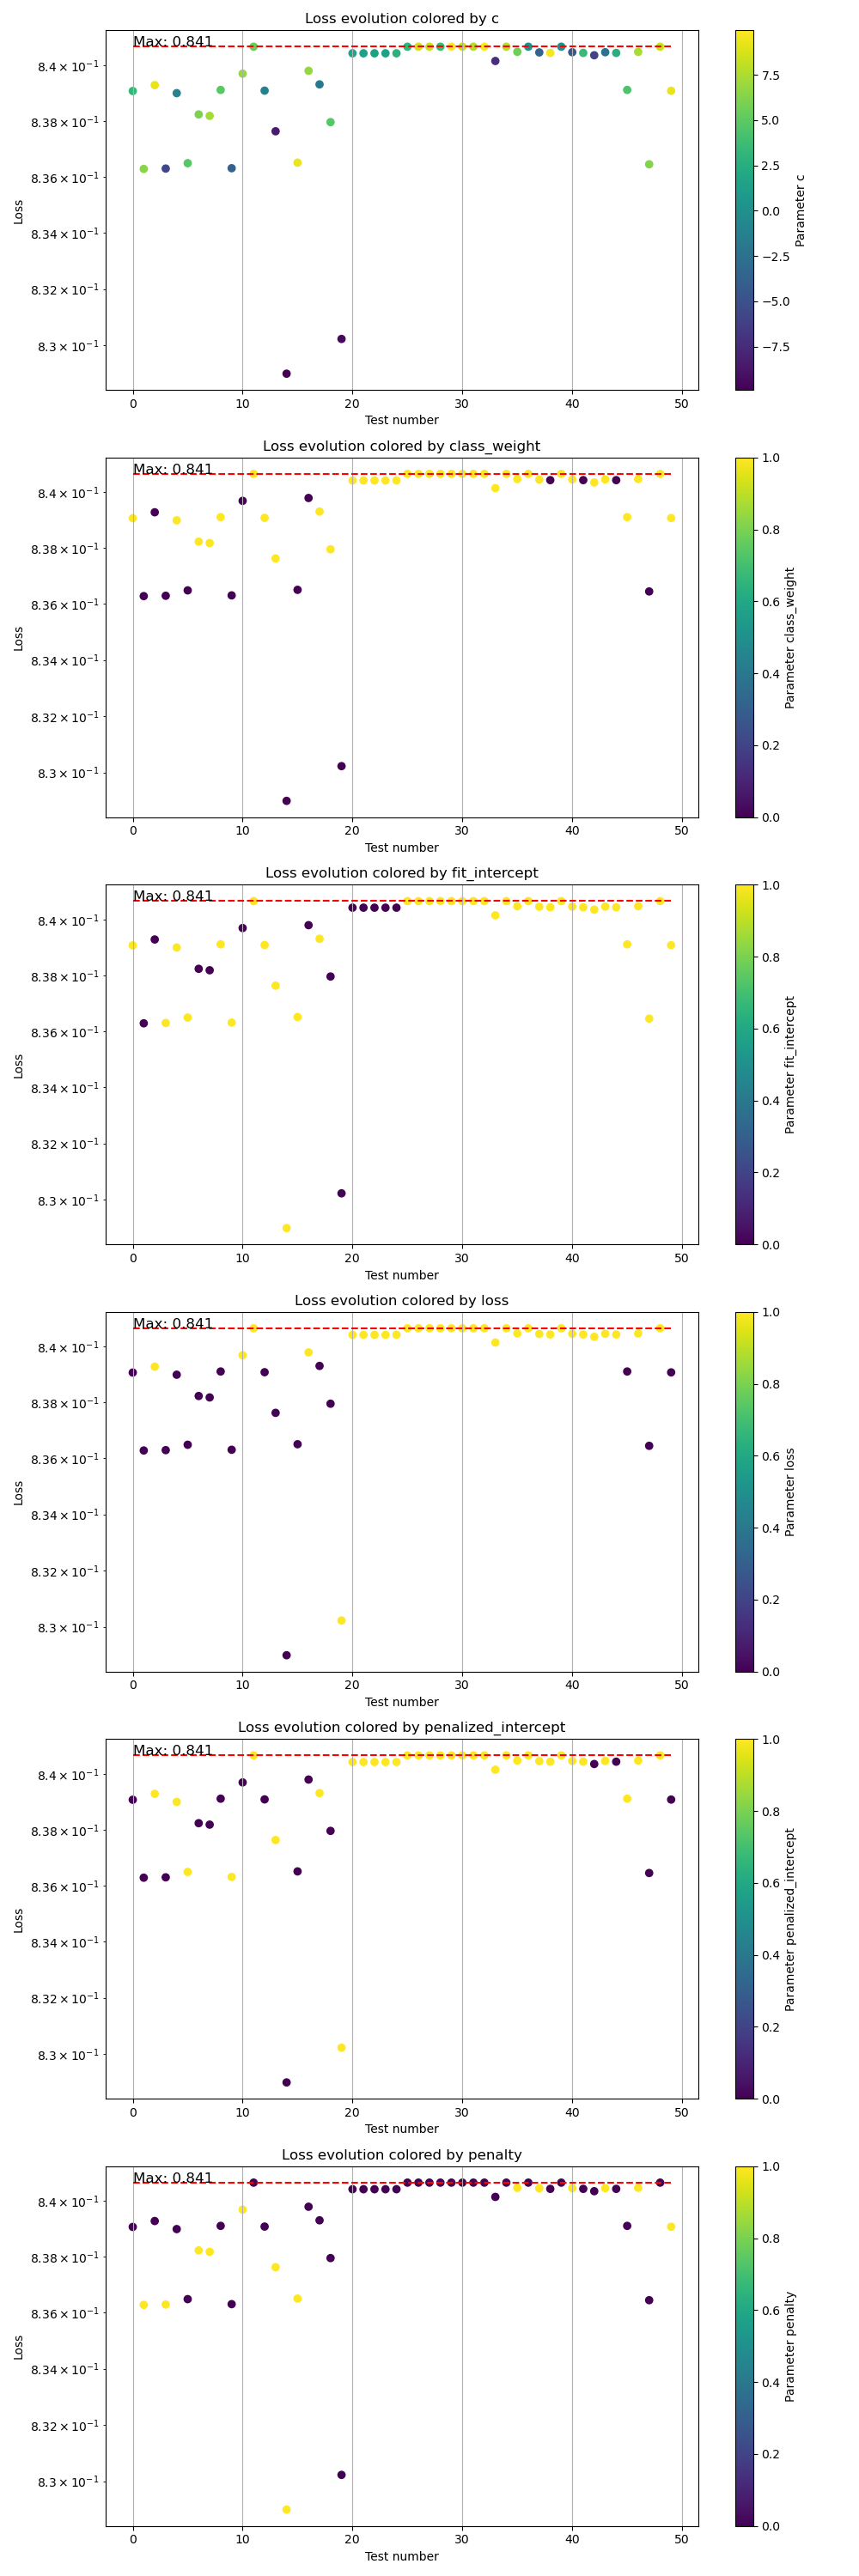 Loss evolution colored by c
Max: 0.841
8.4 × 10⁻¹
8.38 × 10⁻¹
8.36 × 10⁻¹
8.34 × 10⁻¹
8.32 × 10⁻¹
8.3 × 10⁻¹
Loss
0 10 20 30 40 50
Test number
7.5
5.0
2.5
0.0
−2.5
−5.0
−7.5
Parameter c
Loss evolution colored by class_weight
Max: 0.841
8.4 × 10⁻¹
8.38 × 10⁻¹
8.36 × 10⁻¹
8.34 × 10⁻¹
8.32 × 10⁻¹
8.3 × 10⁻¹
Loss
0 10 20 30 40 50
Test number
1.0
0.8
0.6
0.4
0.2
0.0
Parameter class_weight
Loss evolution colored by fit_intercept
Max: 0.841
8.4 × 10⁻¹
8.38 × 10⁻¹
8.36 × 10⁻¹
8.34 × 10⁻¹
8.32 × 10⁻¹
8.3 × 10⁻¹
Loss
0 10 20 30 40 50
Test number
1.0
0.8
0.6
0.4
0.2
0.0
Parameter fit_intercept
Loss evolution colored by loss
Max: 0.841
8.4 × 10⁻¹
8.38 × 10⁻¹
8.36 × 10⁻¹
8.34 × 10⁻¹
8.32 × 10⁻¹
8.3 × 10⁻¹
Loss
0 10 20 30 40 50
Test number
1.0
0.8
0.6
0.4
0.2
0.0
Parameter loss
Loss evolution colored by penalized_intercept
Max: 0.841
8.4 × 10⁻¹
8.38 × 10⁻¹
8.36 × 10⁻¹
8.34 × 10⁻¹
8.32 × 10⁻¹
8.3 × 10⁻¹
Loss
0 10 20 30 40 50
Test number
1.0
0.8
0.6
0.4
0.2
0.0
Parameter penalized_intercept
Loss evolution colored by penalty
Max: 0.841
8.4 × 10⁻¹
8.38 × 10⁻¹
8.36 × 10⁻¹
8.34 × 10⁻¹
8.32 × 10⁻¹
8.3 × 10⁻¹
Loss
0 10 20 30 40 50
Test number
1.0
0.8
0.6
0.4
0.2
0.0
Parameter penalty